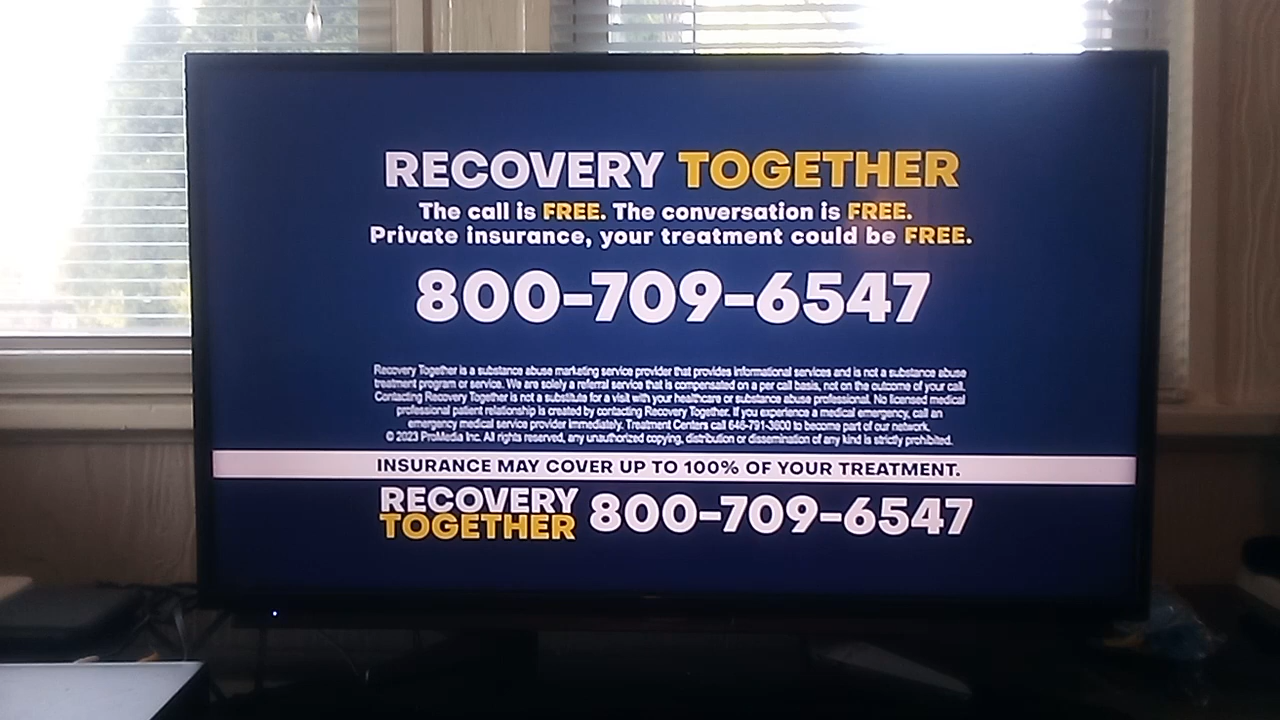 RECOVERY TOGETHER
The call is FREE. The conversation is FREE.
Private insurance, your treatment could be FREE.
800-709-6547
Recovery Together is a substance abuse marketing service provider that provides informational services and is not a substance abuse
treatment program or service. We are solely a referral service that is compensated on a per call basis, not on the outcome of your call.
Contacting Recovery Together is not a substitute for a visit with your healthcare or substance abuse professional. No licensed medical
professional patient relationship is created by contacting Recovery Together. If you experience a medical emergency, call an
emergency medical service provider immediately. Treatment Centers call 646-791-3600 to become part of our network.
© 2023 ProMedia Inc. All rights reserved, any unauthorized copying, distribution or dissemination of any kind is strictly prohibited.
INSURANCE MAY COVER UP TO 100% OF YOUR TREATMENT.
RECOVERY
TOGETHER 800-709-6547